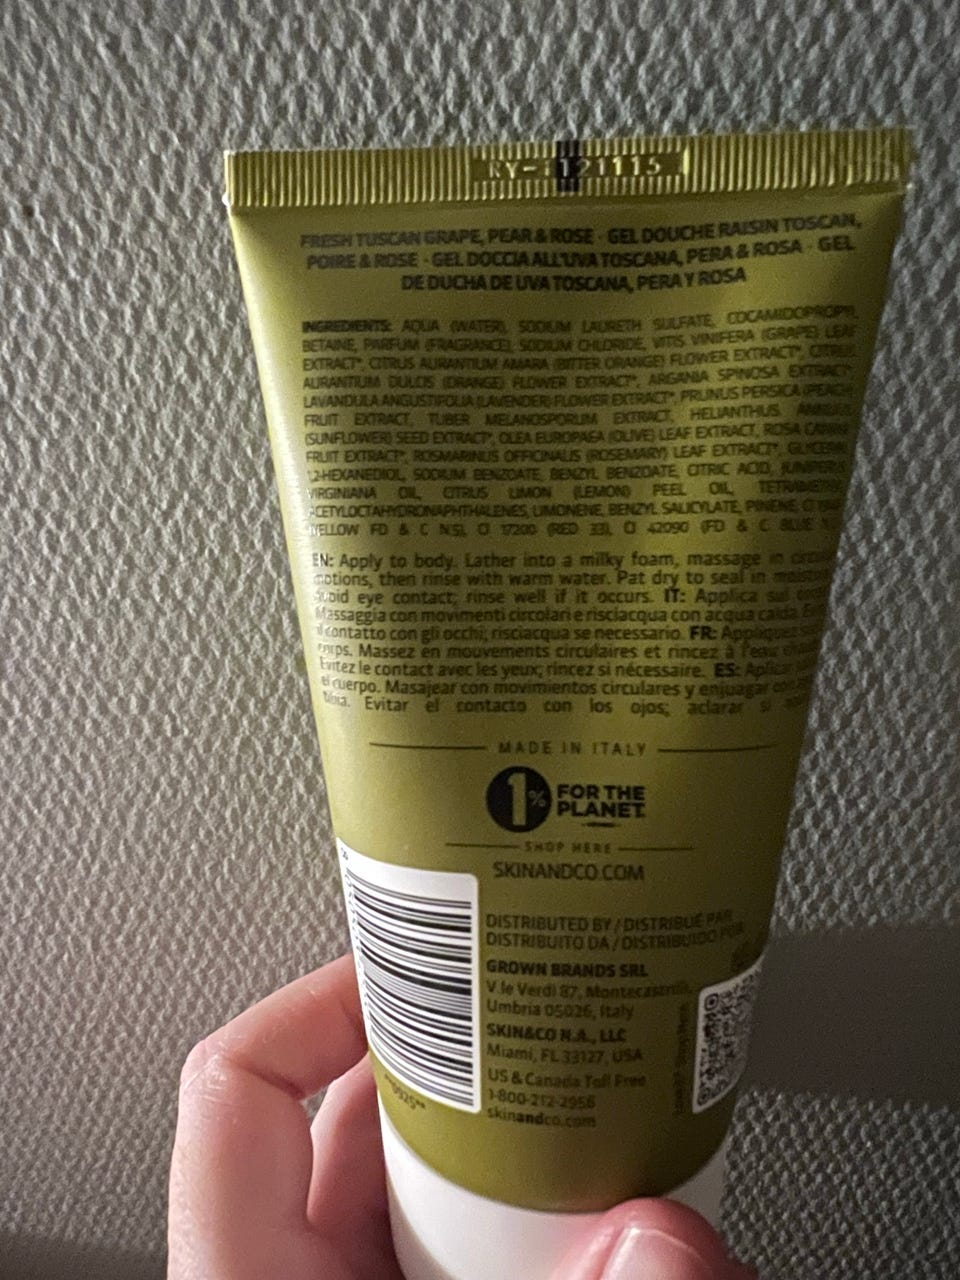 RY-1121115
FRESH TUSCAN GRAPE, PEAR & ROSE · GEL DOUCHE RAISIN TOSCAN,
POIRE & ROSE · GEL DOCCIA ALL'UVA TOSCANA, PERA & ROSA · GEL
DE DUCHA DE UVA TOSCANA, PERA Y ROSA
INGREDIENTS: AQUA (WATER), SODIUM LAURETH SULFATE, COCAMIDOPROPYL
BETAINE, PARFUM (FRAGRANCE), SODIUM CHLORIDE, VITIS VINIFERA (GRAPE) LEAF
EXTRACT*, CITRUS AURANTIUM AMARA (BITTER ORANGE) FLOWER EXTRACT*, CITRUS
AURANTIUM DULCIS (ORANGE) FLOWER EXTRACT*, ARGANIA SPINOSA EXTRACT*
LAVANDULA ANGUSTIFOLIA (LAVENDER) FLOWER EXTRACT*, PRUNUS PERSICA (PEACH)
FRUIT EXTRACT, TUBER MELANOSPORUM EXTRACT, HELIANTHUS ANNUUS
(SUNFLOWER) SEED EXTRACT*, OLEA EUROPAEA (OLIVE) LEAF EXTRACT, ROSA CANINA
FRUIT EXTRACT*, ROSMARINUS OFFICINALIS (ROSEMARY) LEAF EXTRACT*, GLYCERIN,
1,2-HEXANEDIOL, SODIUM BENZOATE, BENZYL BENZOATE, CITRIC ACID, JUNIPERUS
VIRGINIANA OIL, CITRUS LIMON (LEMON) PEEL OIL,
ACETYLOCTAHYDRONAPHTHALENES, LIMONENE, BENZYL SALICYLATE, PINENE,
(YELLOW FD & C N.5), CI 17200 (RED 33), CI 42090 (FD & C BLUE
EN: Apply to body. Lather into a milky foam, massage in
motions, then rinse with warm water. Pat dry to seal in
avoid eye contact; rinse well if it occurs. IT: Applica sul
Massaggia con movimenti circolari e risciacqua con acqua calda.
il contatto con gli occhi; risciacqua se necessario. FR: Appliquez
corps. Massez en mouvements circulaires et rincez à l'eau
Evitez le contact avec les yeux; rincez si nécessaire. ES:
el cuerpo. Masajear con movimientos circulares y enjuagar con
tibia. Evitar el contacto con los ojos; aclarar si
MADE IN ITALY
1% FOR THE
PLANET
SHOP HERE
SKINANDCO.COM
DISTRIBUTED BY / DISTRIBUÉ PAR
DISTRIBUITO DA / DISTRIBUIDO POR
GROWN BRANDS SRL
V.le Verdi 87, Montecastrilli,
Umbria 05026, Italy
SKIN&CO N.A., LLC
Miami, FL 33127, USA
US & Canada Toll Free
1-800-212-2956
skinandco.com